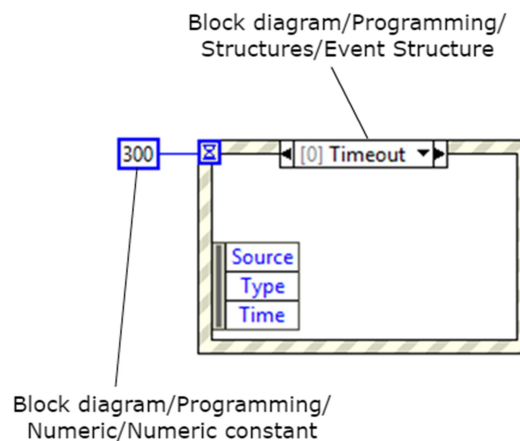 Block diagram/Programming/
Structures/Event Structure
300
[0] Timeout
Source
Type
Time
Block diagram/Programming/
Numeric/Numeric constant